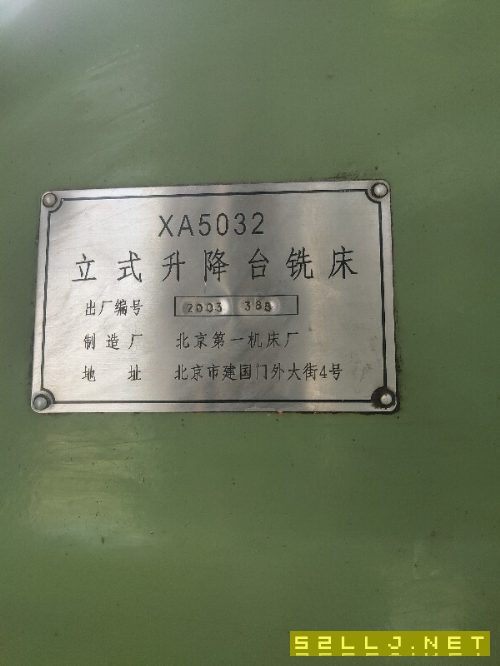 XA5032
立式升降台铣床
出厂编号 2003 388
制造厂 北京第一机床厂
地址 北京市建国门外大街4号
52LLJ.NET